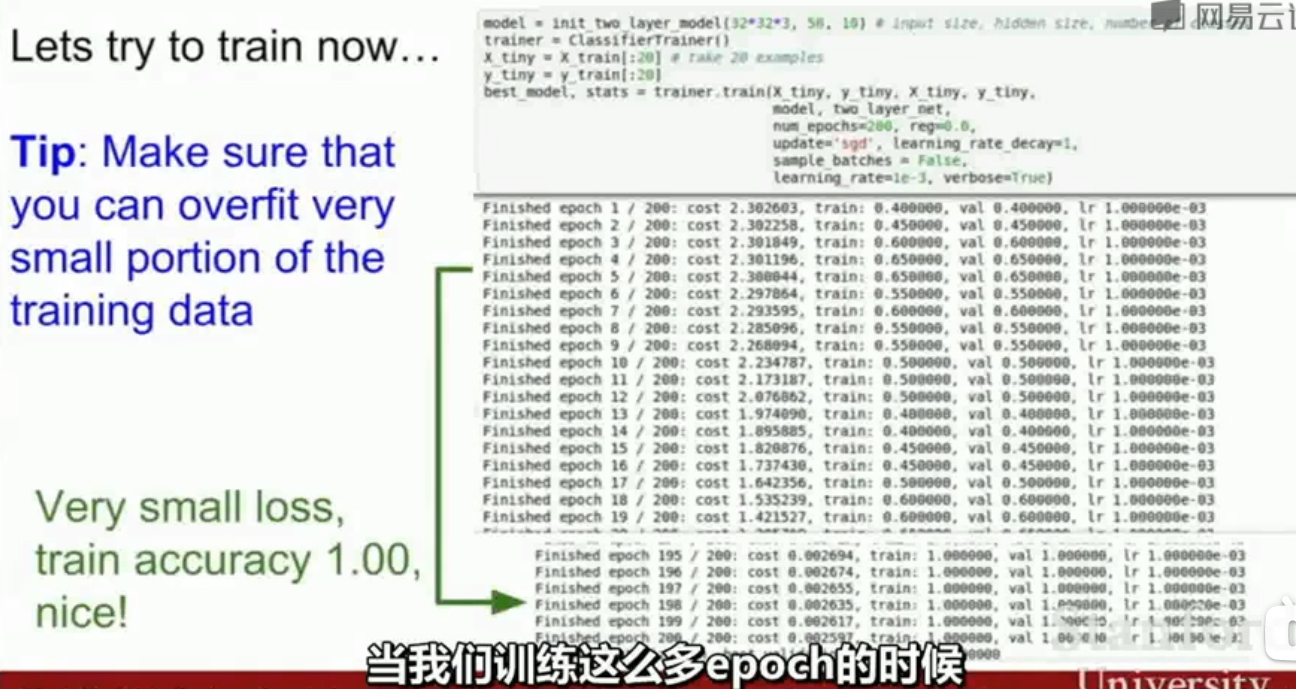 Lets try to train now…
Tip: Make sure that
you can overfit very
small portion of the
training data
Very small loss,
train accuracy 1.00,
nice!
model = init_two_layer_model(32*32*3, 50, 10) # input size, hidden size,
trainer = ClassifierTrainer()
X_tiny = X_train[:20] # take 20 examples
y_tiny = y_train[:20]
best_model, stats = trainer.train(X_tiny, y_tiny, X_tiny, y_tiny,
model, two_layer_net,
num_epochs=200, reg=0.0,
update='sgd', learning_rate_decay=1,
sample_batches = False,
learning_rate=1e-3, verbose=True)
Finished epoch 1 / 200: cost 2.302603, train: 0.400000, val 0.400000, lr 1.000000e-03
Finished epoch 2 / 200: cost 2.302258, train: 0.450000, val 0.450000, lr 1.000000e-03
Finished epoch 3 / 200: cost 2.301849, train: 0.600000, val 0.600000, lr 1.000000e-03
Finished epoch 4 / 200: cost 2.301196, train: 0.650000, val 0.650000, lr 1.000000e-03
Finished epoch 5 / 200: cost 2.300044, train: 0.650000, val 0.650000, lr 1.000000e-03
Finished epoch 6 / 200: cost 2.297864, train: 0.550000, val 0.550000, lr 1.000000e-03
Finished epoch 7 / 200: cost 2.293595, train: 0.600000, val 0.600000, lr 1.000000e-03
Finished epoch 8 / 200: cost 2.285096, train: 0.550000, val 0.550000, lr 1.000000e-03
Finished epoch 9 / 200: cost 2.268094, train: 0.550000, val 0.550000, lr 1.000000e-03
Finished epoch 10 / 200: cost 2.234787, train: 0.500000, val 0.500000, lr 1.000000e-03
Finished epoch 11 / 200: cost 2.173187, train: 0.500000, val 0.500000, lr 1.000000e-03
Finished epoch 12 / 200: cost 2.076862, train: 0.500000, val 0.500000, lr 1.000000e-03
Finished epoch 13 / 200: cost 1.974090, train: 0.400000, val 0.400000, lr 1.000000e-03
Finished epoch 14 / 200: cost 1.895885, train: 0.400000, val 0.400000, lr 1.000000e-03
Finished epoch 15 / 200: cost 1.820876, train: 0.450000, val 0.450000, lr 1.000000e-03
Finished epoch 16 / 200: cost 1.737430, train: 0.450000, val 0.450000, lr 1.000000e-03
Finished epoch 17 / 200: cost 1.642356, train: 0.500000, val 0.500000, lr 1.000000e-03
Finished epoch 18 / 200: cost 1.535239, train: 0.600000, val 0.600000, lr 1.000000e-03
Finished epoch 19 / 200: cost 1.421527, train: 0.600000, val 0.600000, lr 1.000000e-03
Finished epoch 195 / 200: cost 0.002694, train: 1.000000, val 1.000000, lr 1.000000e-03
Finished epoch 196 / 200: cost 0.002674, train: 1.000000, val 1.000000, lr 1.000000e-03
Finished epoch 197 / 200: cost 0.002655, train: 1.000000, val 1.000000, lr 1.000000e-03
Finished epoch 198 / 200: cost 0.002635, train: 1.000000, val 1.000000, lr 1.000000e-03
Finished epoch 199 / 200: cost 0.002617, train: 1.000000, val 1.000000, lr 1.000000e-03
Finished epoch 200 / 200: cost 0.002597, train: 1.000000, val 1.000000, lr 1.000000e-03
当我们训练这么多epoch的时候
University
网易云